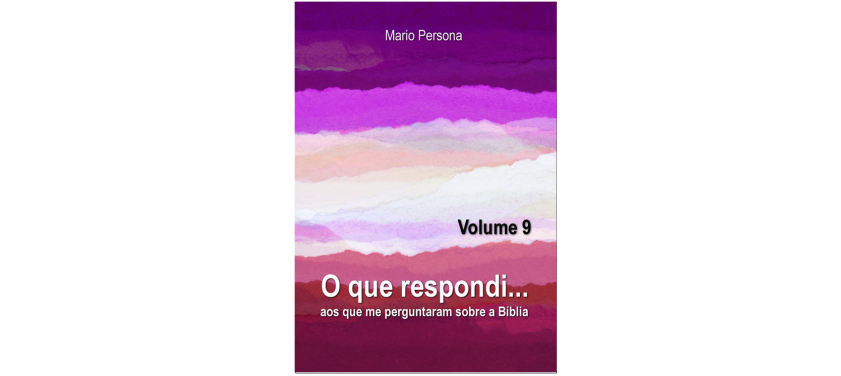 Mario Persona
Volume 9
O que respondi...
aos que me perguntaram sobre a Bíblia